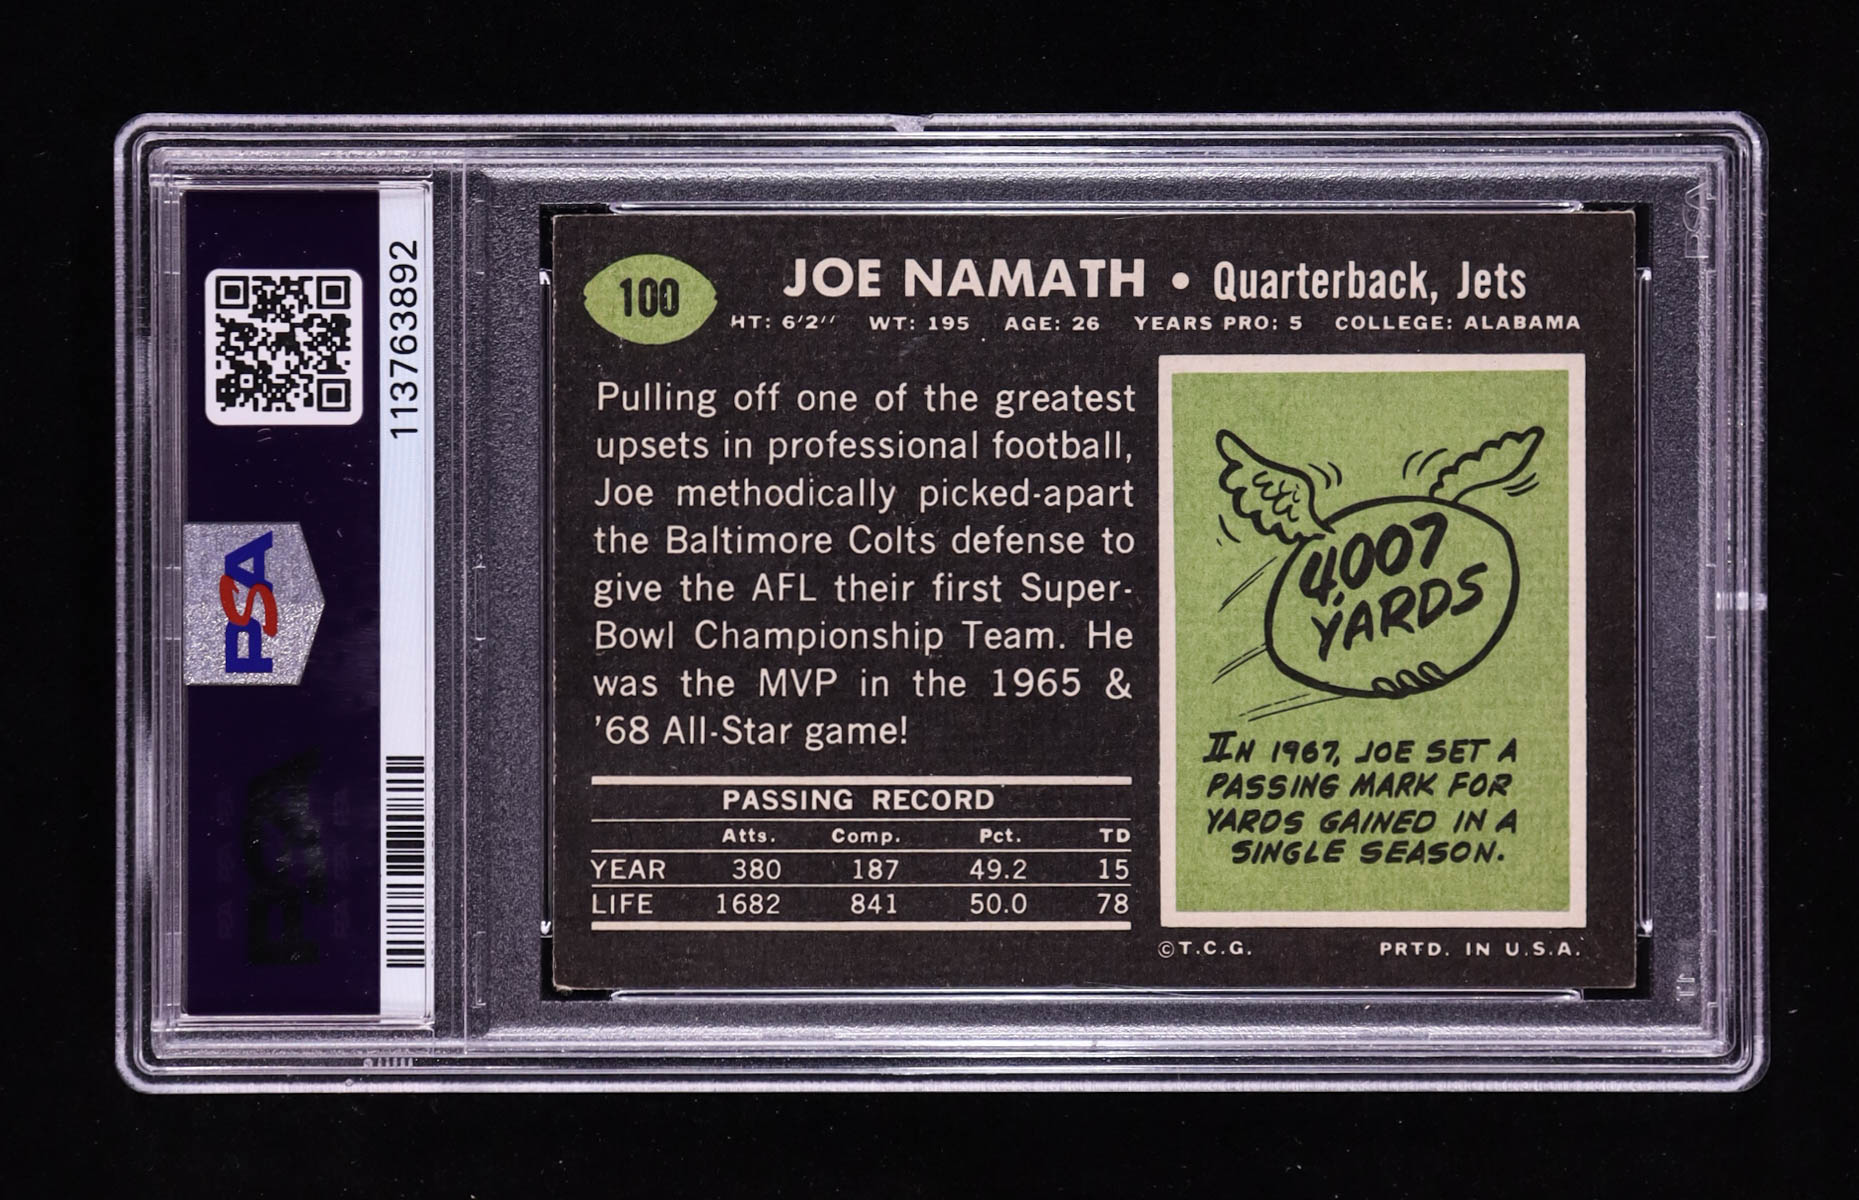 113763892
PSA
100
JOE NAMATH • Quarterback, Jets
HT: 6'2'' WT: 195 AGE: 26 YEARS PRO: 5 COLLEGE: ALABAMA
Pulling off one of the greatest
upsets in professional football,
Joe methodically picked-apart
the Baltimore Colts defense to
give the AFL their first Super-
Bowl Championship Team. He
was the MVP in the 1965 &
'68 All-Star game!
PASSING RECORD
Atts. Comp. Pct. TD
YEAR 380 187 49.2 15
LIFE 1682 841 50.0 78
4,007
YARDS
IN 1967, JOE SET A
PASSING MARK FOR
YARDS GAINED IN A
SINGLE SEASON.
©T.C.G. PRTD. IN U.S.A.